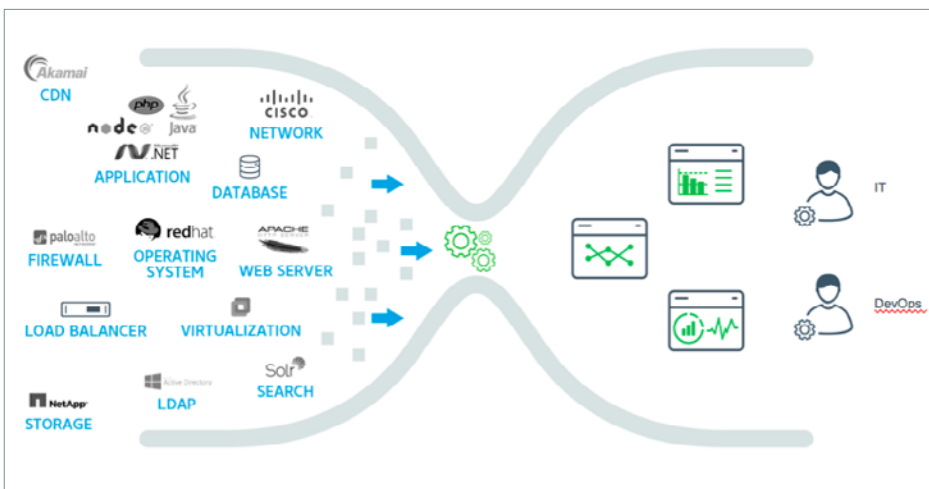 Akamai
CDN
php
node
Java
.NET
APPLICATION
CISCO
NETWORK
DATABASE
paloalto
FIREWALL
redhat
OPERATING
SYSTEM
APACHE
WEB SERVER
LOAD BALANCER
VIRTUALIZATION
NetApp
STORAGE
Active Directory
LDAP
Solr
SEARCH
IT
DevOps